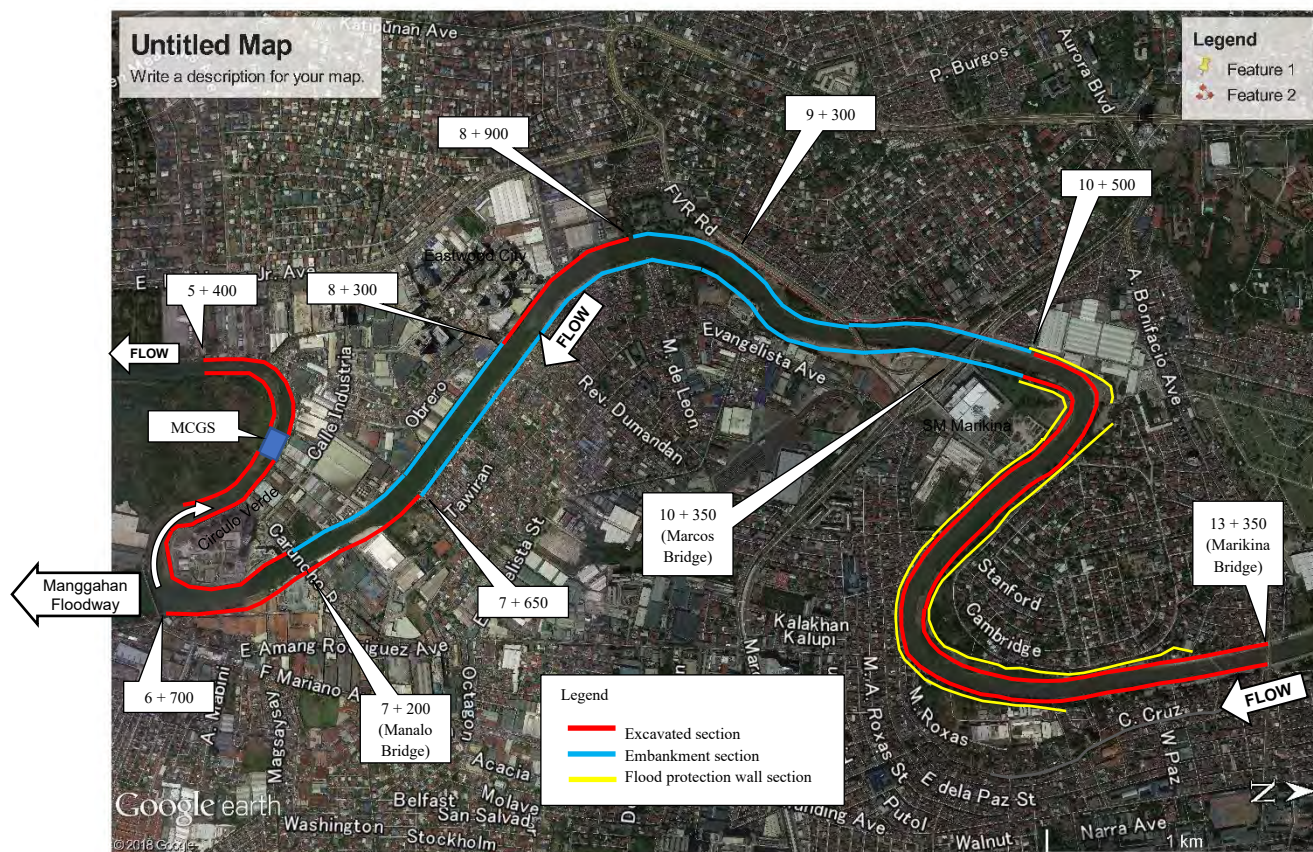 Untitled Map
Write a description for your map.
Legend
Feature 1
Feature 2
Katipunan Ave
P. Burgos
Aurora Blvd
9 + 300
8 + 900
10 + 500
FVR Rd
Eastwood City
Jr. Ave
5 + 400
8 + 300
A. Bonifacio Ave
FLOW
FLOW
Evangelista Ave
M. de Leon
Calle Industria
Obrero
Rev. Dumandan
SM Marikina
MCGS
Tawiran
Circulo Verde
10 + 350
(Marcos
Bridge)
13 + 350
(Marikina
Bridge)
Stanford
Cambridge
Manggahan
Floodway
7 + 650
Kalakhan
Kalupi
E Amang Rodriguez Ave
F Mariano A
6 + 700
A. Mabini
Magsaysay
7 + 200
(Manalo
Bridge)
Octagon
Legend
Excavated section
Embankment section
Flood protection wall section
M. A. Roxas St
M. Roxas
C. Cruz
W Paz
FLOW
E dela Paz St
Putol
Acacia
Molave
Belfast
San Salvad
Washington
Stockholm
Walnut
Narra Ave
N
1 km
Google earth
© 2018 Google